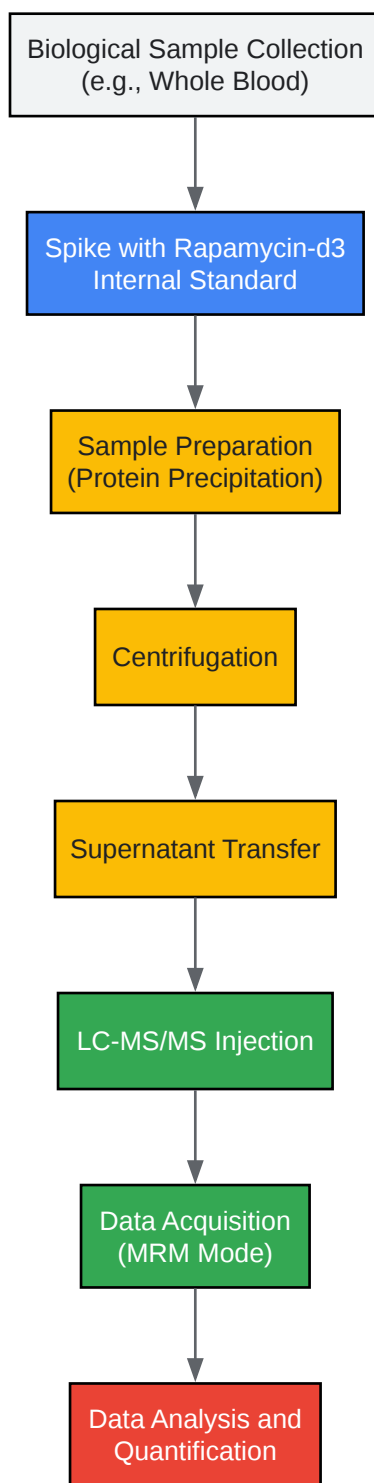 Biological Sample Collection
(e.g., Whole Blood)
Spike with Rapamycin-d3
Internal Standard
Sample Preparation
(Protein Precipitation)
Centrifugation
Supernatant Transfer
LC-MS/MS Injection
Data Acquisition
(MRM Mode)
Data Analysis and
Quantification